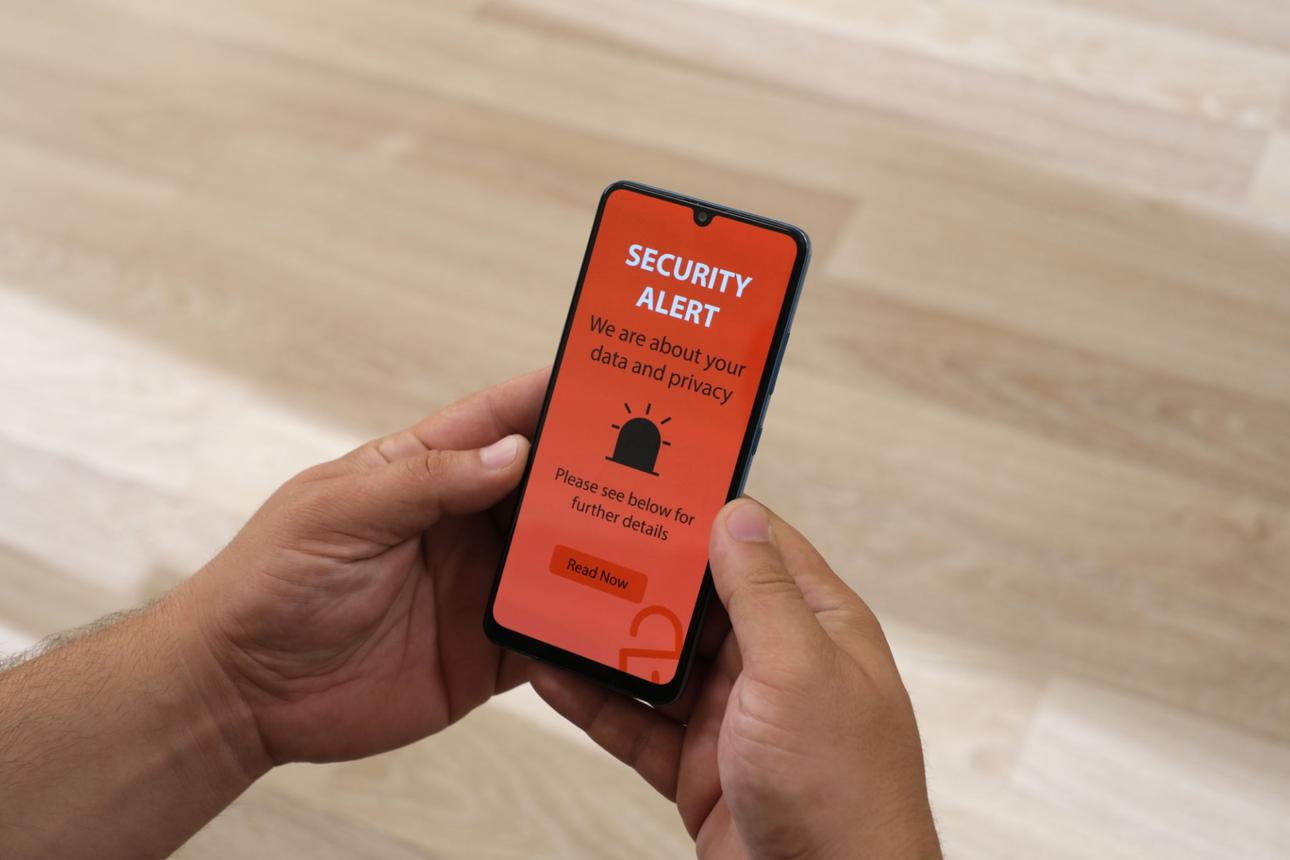 SECURITY
ALERT
We are about your
data and privacy
Please see below for
further details
Read Now